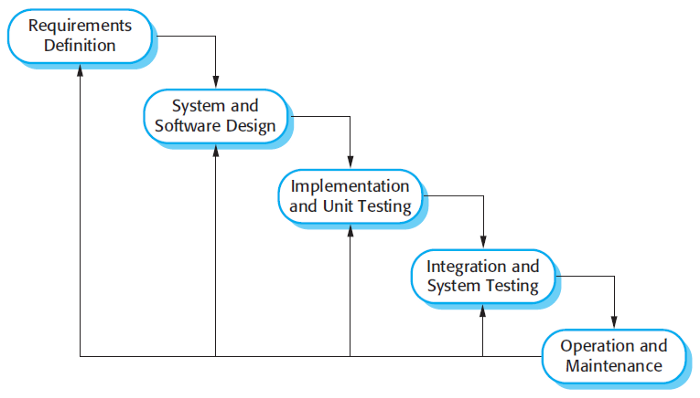 Requirements
Definition
System and
Software Design
Implementation
and Unit Testing
Integration and
System Testing
Operation and
Maintenance